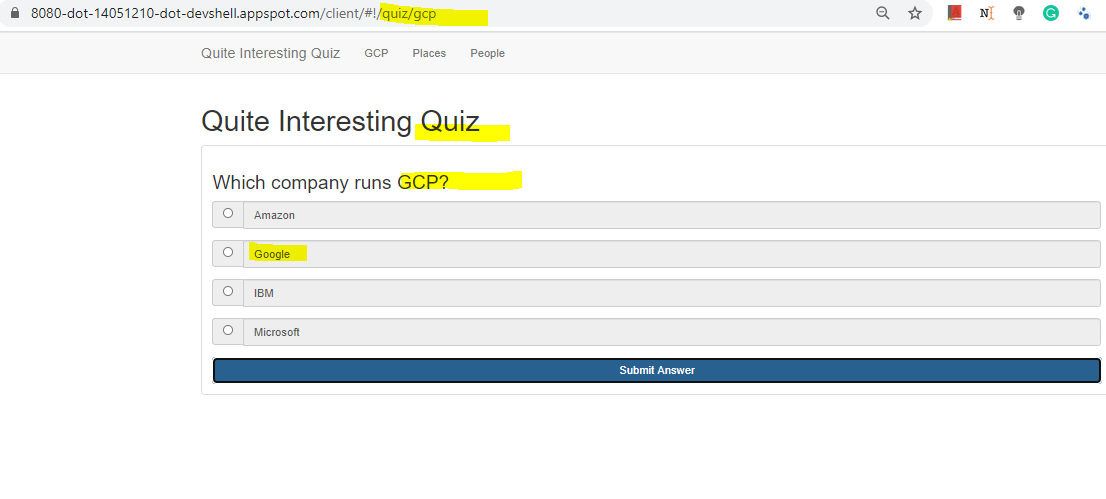 8080-dot-14051210-dot-devshell.appspot.com/client/#!/quiz/gcp
Quite Interesting Quiz GCP Places People
Quite Interesting Quiz
Which company runs GCP?
Amazon
Google
IBM
Microsoft
Submit Answer